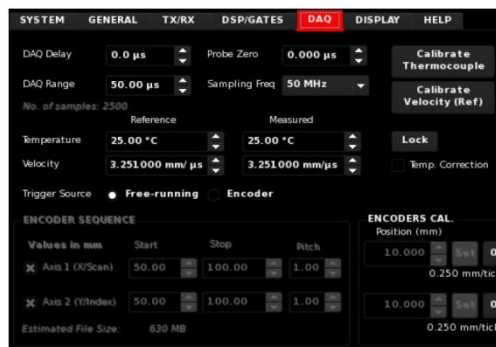 SYSTEM GENERAL TX/RX DSP/GATES DAQ DISPLAY HELP
DAQ Delay 0.0 µs Probe Zero 0.000 µs Calibrate Thermocouple
DAQ Range 50.00 µs Sampling Freq 50 MHz Calibrate Velocity (Ref)
No. of samples: 2500
Reference Measured
Temperature 25.00 °C 25.00 °C Lock
Velocity 3.251000 mm/µs 3.251000 mm/µs Temp. Correction
Trigger Source Free-running Encoder
ENCODER SEQUENCE ENCODERS CAL.
Position (mm)
Values in mm Start Stop Pitch
10.000 Set 0
Axis 1 (X/Scan) 50.00 100.00 1.00
0.250 mm/tic
Axis 2 (Y/Index) 50.00 100.00 1.00 10.000 Set 0
Estimated File Size: 630 MB 0.250 mm/tic